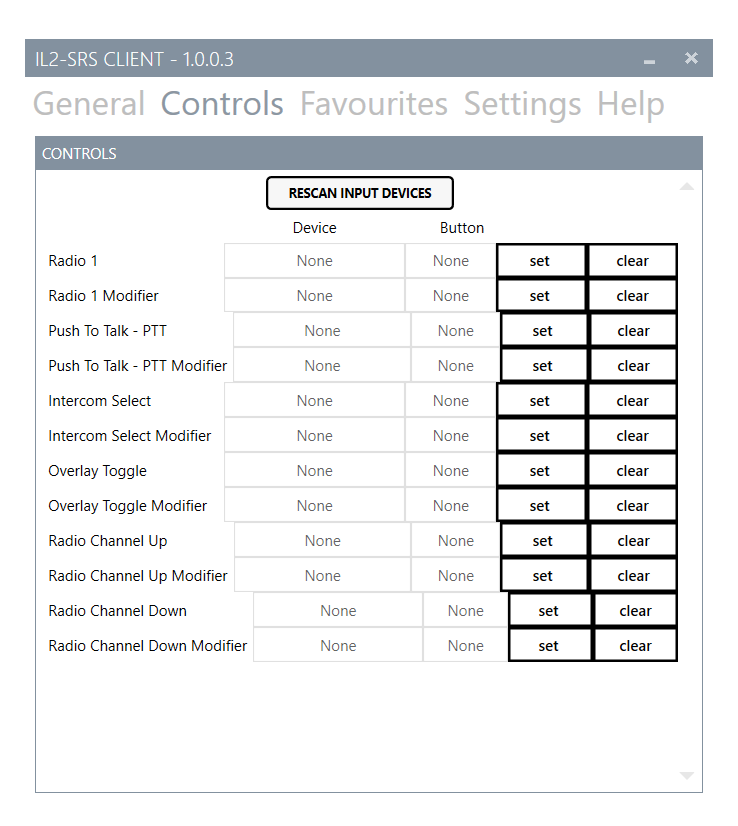 IL2-SRS CLIENT - 1.0.0.3
General Controls Favourites Settings Help
CONTROLS
RESCAN INPUT DEVICES
Device Button
Radio 1 None None set clear
Radio 1 Modifier None None set clear
Push To Talk - PTT None None set clear
Push To Talk - PTT Modifier None None set clear
Intercom Select None None set clear
Intercom Select Modifier None None set clear
Overlay Toggle None None set clear
Overlay Toggle Modifier None None set clear
Radio Channel Up None None set clear
Radio Channel Up Modifier None None set clear
Radio Channel Down None None set clear
Radio Channel Down Modifier None None set clear